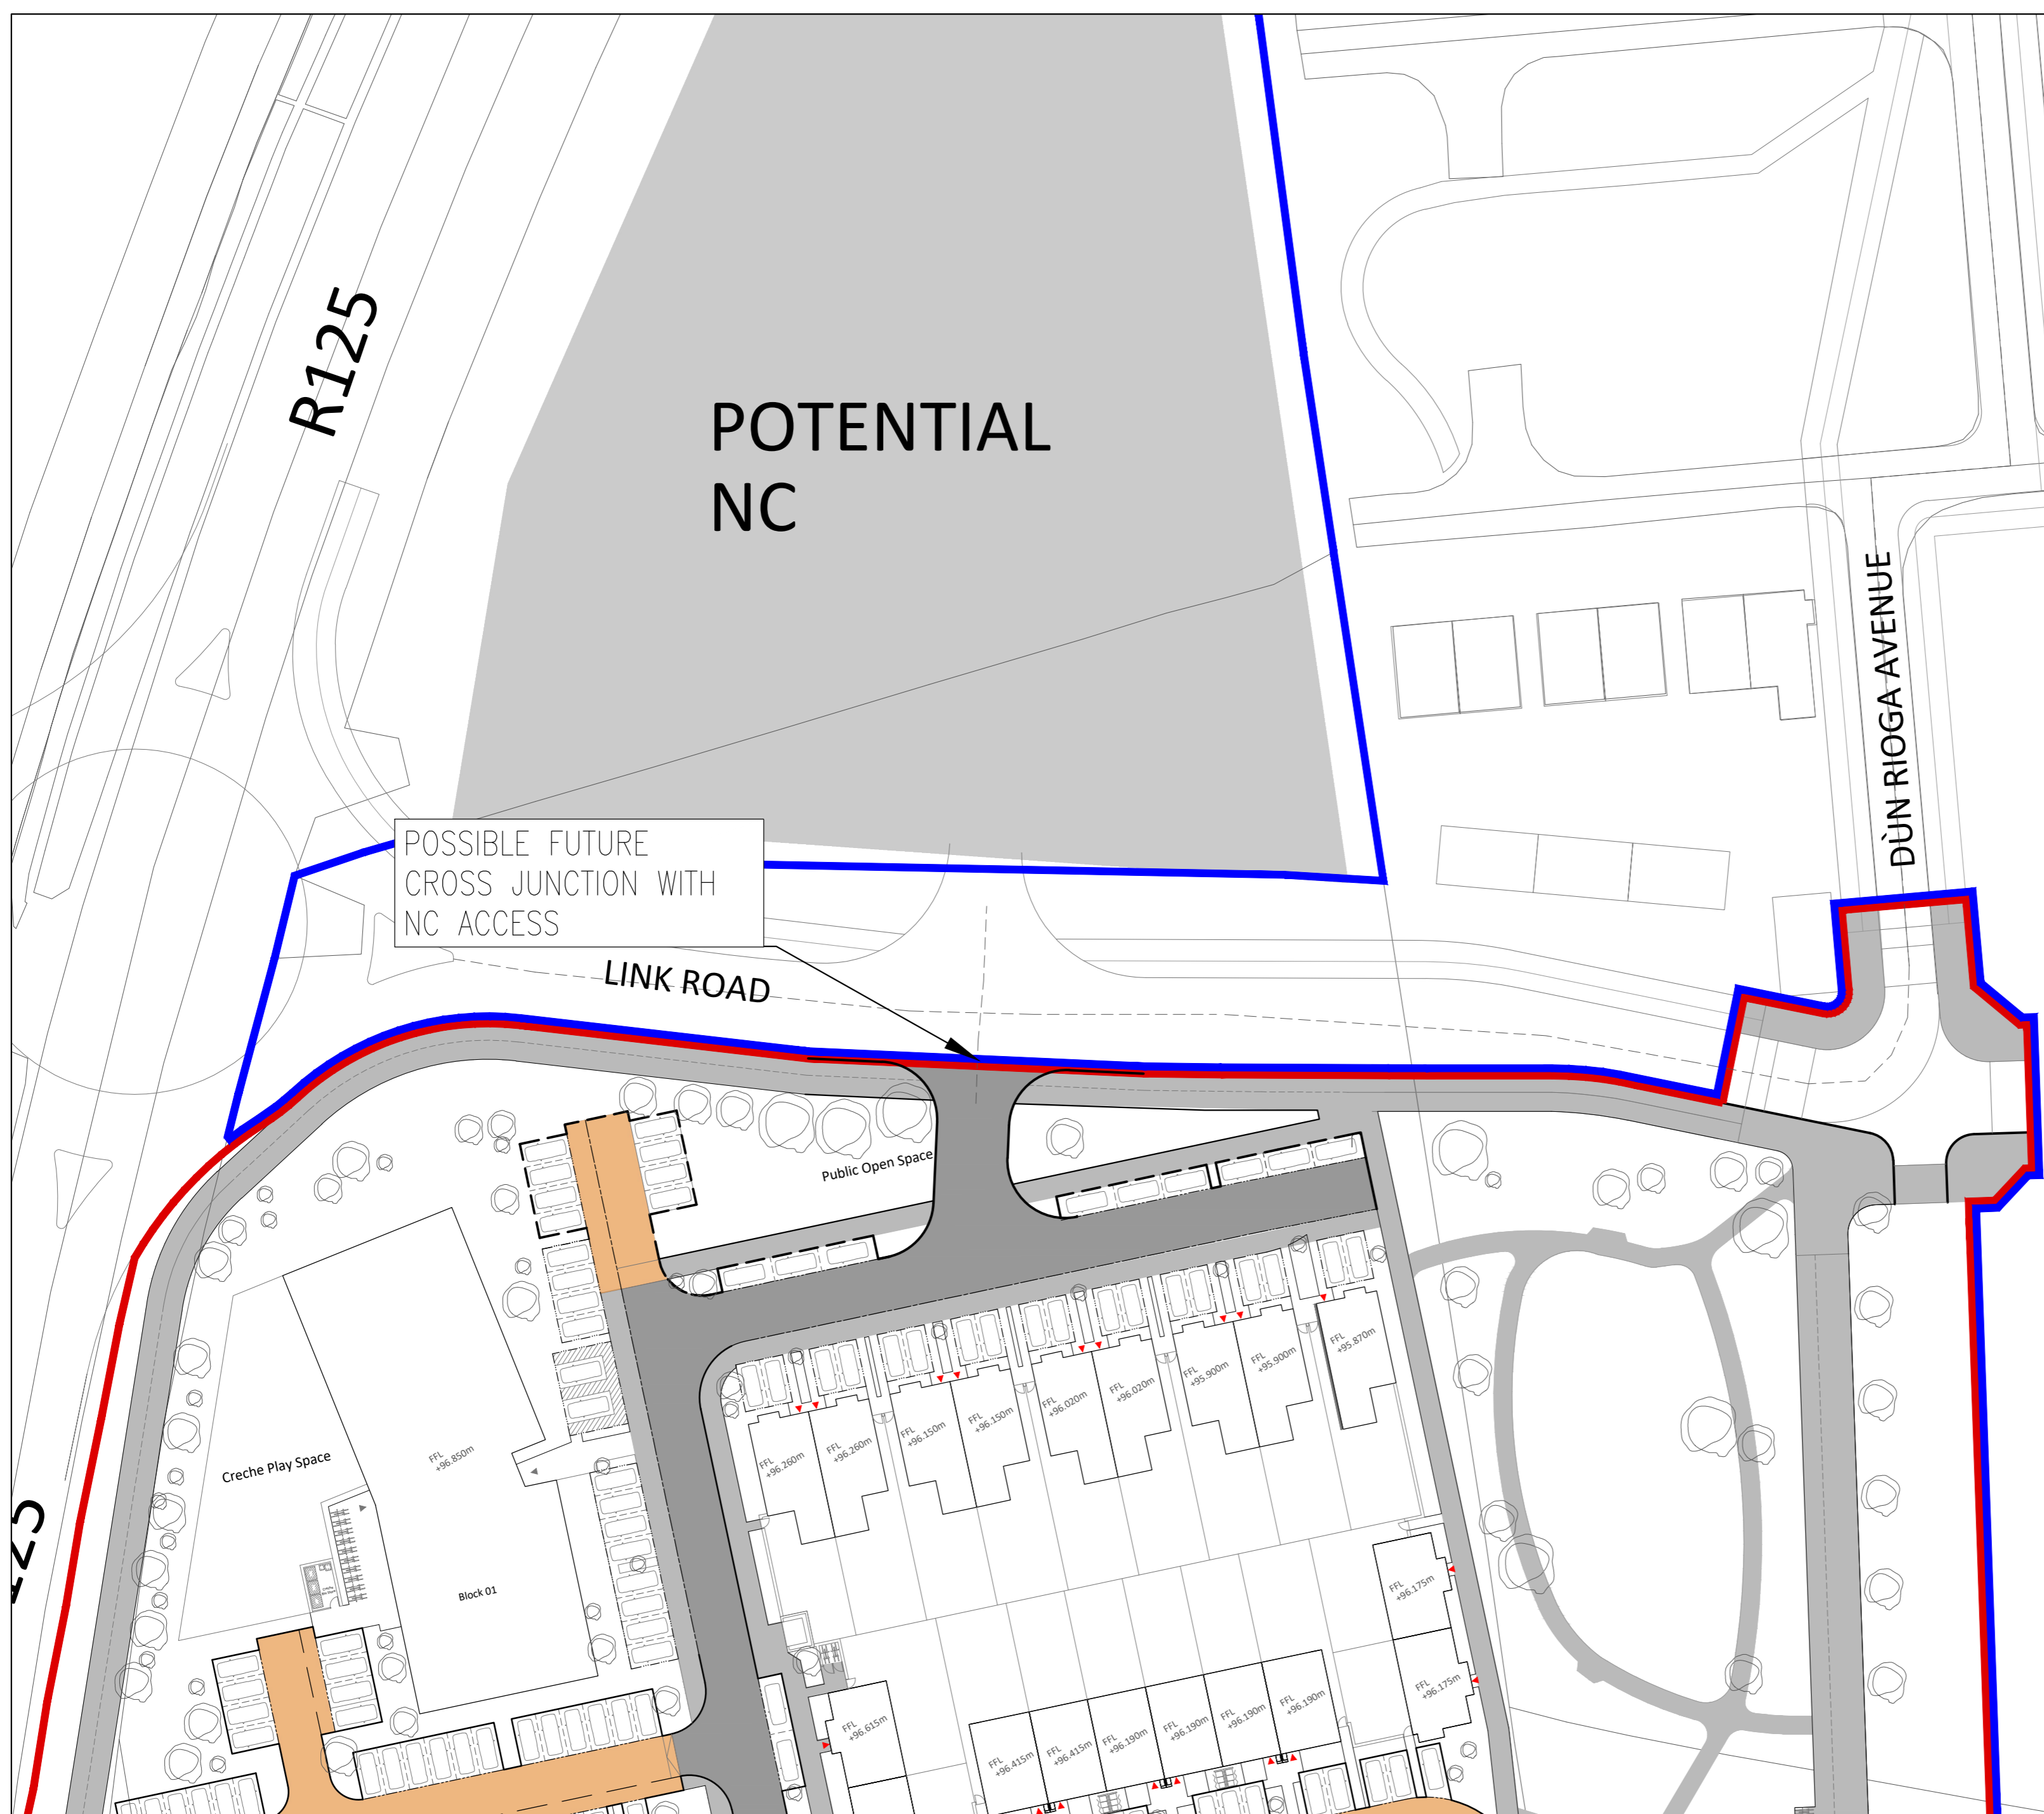 R125
POTENTIAL
NC
DÙN RIOGA AVENUE
POSSIBLE FUTURE
CROSS JUNCTION WITH
NC ACCESS
LINK ROAD
Public Open Space
FFL
+95.870m
FFL
+95.900m
FFL
+95.900m
FFL
+96.020m
FFL
+96.020m
FFL
+96.150m
FFL
+96.150m
FFL
+96.260m
FFL
+96.260m
Creche Play Space
FFL
+96.850m
Block 01
125
FFL
+96.175m
FFL
+96.175m
FFL
+96.615m
FFL
+96.415m
FFL
+96.415m
FFL
+96.190m
FFL
+96.190m
FFL
+96.190m
FFL
+96.190m